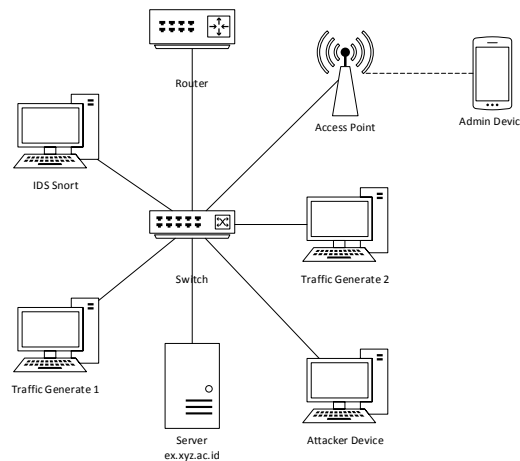 Router
Access Point
Admin Devic
IDS Snort
Switch
Traffic Generate 2
Traffic Generate 1
Server
ex.xyz.ac.id
Attacker Device